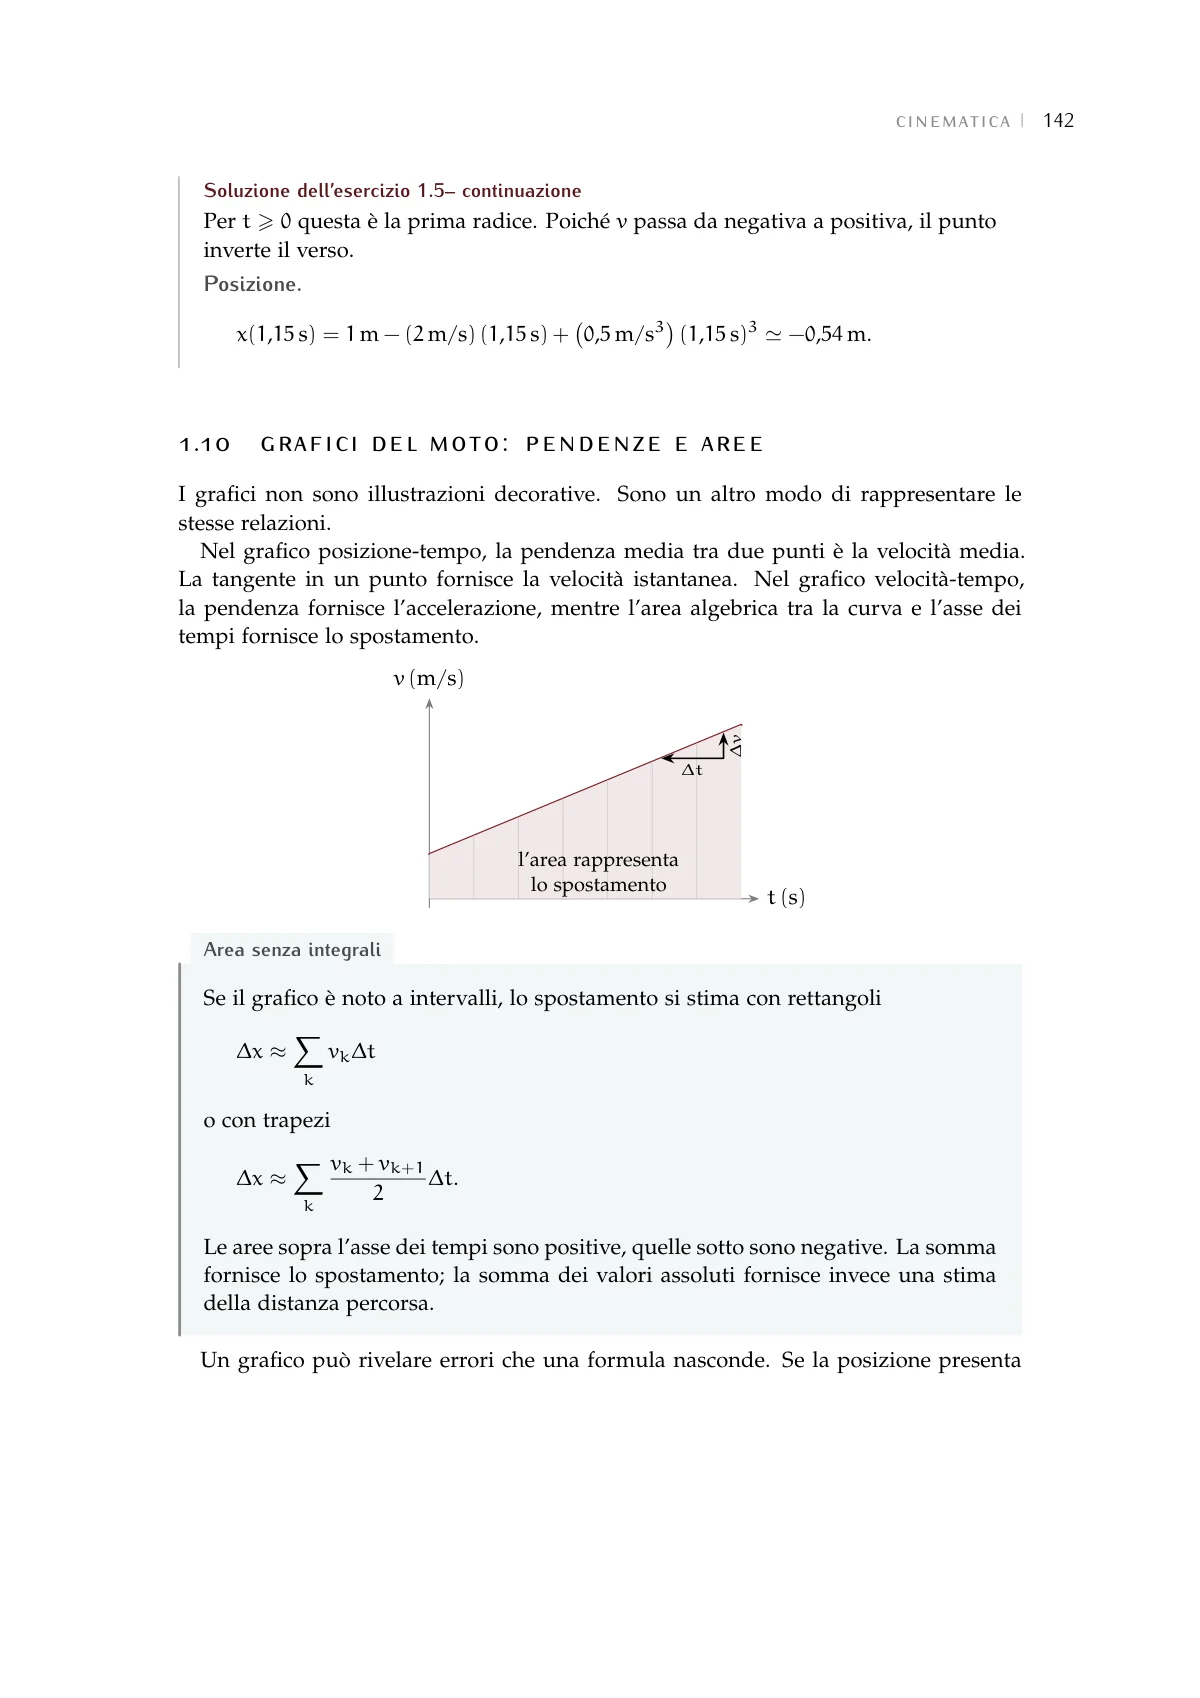 CINEMATICA | 142
Soluzione dell'esercizio 1.5– continuazione
Per t ⩾ 0 questa è la prima radice. Poiché v passa da negativa a positiva, il punto
inverte il verso.
Posizione.
x(1,15 s) = 1 m − (2 m/s) (1,15 s) + (0,5 m/s³) (1,15 s)³ ≃ −0,54 m.
1.10 GRAFICI DEL MOTO: PENDENZE E AREE
I grafici non sono illustrazioni decorative. Sono un altro modo di rappresentare le
stesse relazioni.
Nel grafico posizione-tempo, la pendenza media tra due punti è la velocità media.
La tangente in un punto fornisce la velocità istantanea. Nel grafico velocità-tempo,
la pendenza fornisce l'accelerazione, mentre l'area algebrica tra la curva e l'asse dei
tempi fornisce lo spostamento.
v (m/s)
Δv
Δt
l'area rappresenta
lo spostamento
t (s)
Area senza integrali
Se il grafico è noto a intervalli, lo spostamento si stima con rettangoli
Δx ≈ ∑ₖ vₖΔt
o con trapezi
Δx ≈ ∑ₖ (vₖ + vₖ₊₁)/2 Δt.
Le aree sopra l'asse dei tempi sono positive, quelle sotto sono negative. La somma
fornisce lo spostamento; la somma dei valori assoluti fornisce invece una stima
della distanza percorsa.
Un grafico può rivelare errori che una formula nasconde. Se la posizione presenta